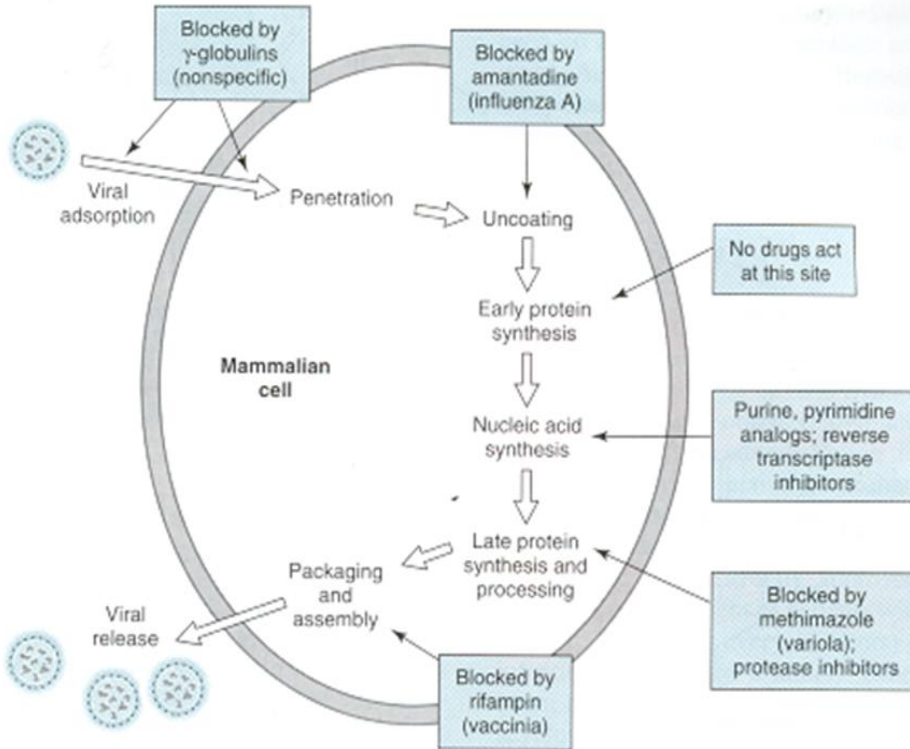 Blocked by
γ-globulins
(nonspecific)
Blocked by
amantadine
(influenza A)
Viral
adsorption
Penetration
Uncoating
No drugs act
at this site
Early protein
synthesis
Mammalian
cell
Nucleic acid
synthesis
Purine, pyrimidine
analogs; reverse
transcriptase
inhibitors
Late protein
synthesis and
processing
Packaging
and
assembly
Viral
release
Blocked by
methimazole
(variola);
protease inhibitors
Blocked by
rifampin
(vaccinia)